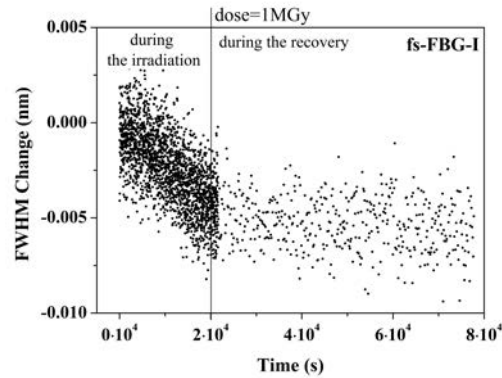 dose=1MGy
during
the irradiation
during the recovery
fs-FBG-I
0.005
0.000
-0.005
-0.010
FWHM Change (nm)
0·10⁴ 2·10⁴ 4·10⁴ 6·10⁴ 8·10⁴
Time (s)